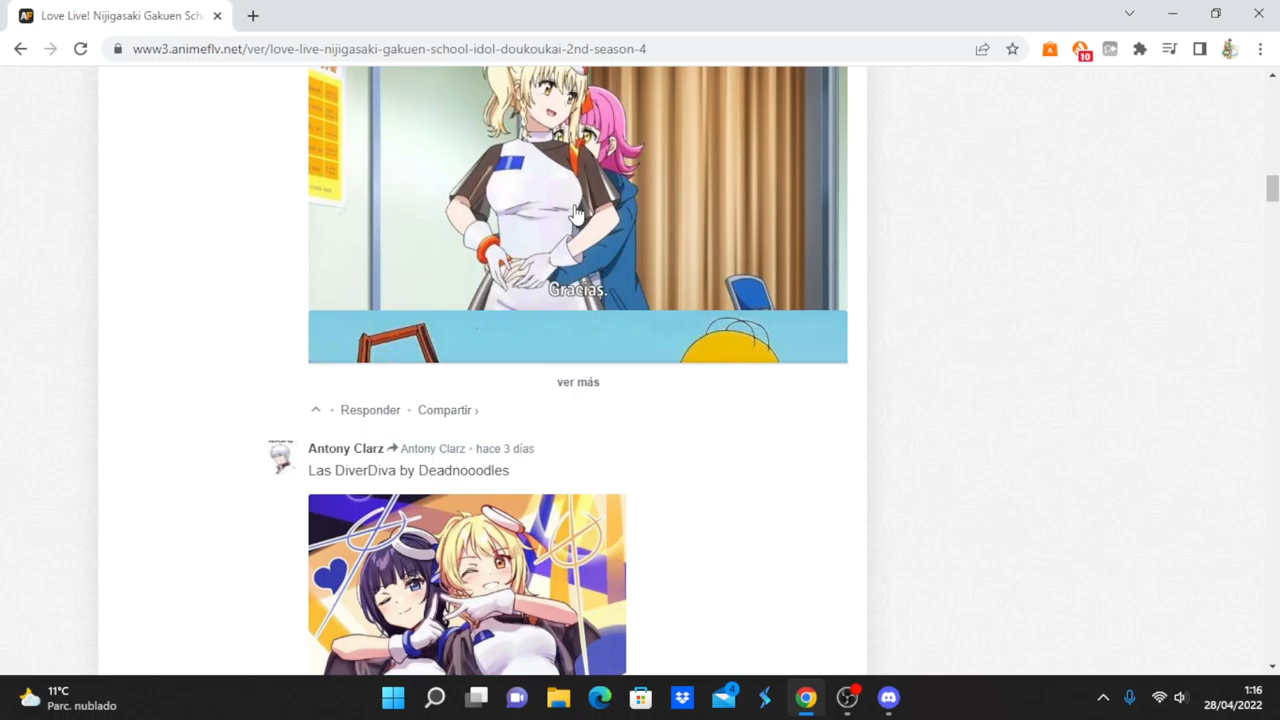 Love Live! Nijigasaki Gakuen Sch
www3.animeflv.net/ver/love-live-nijigasaki-gakuen-school-idol-doukoukai-2nd-season-4
10
Gracias.
ver más
• Responder • Compartir ›
Antony Clarz Antony Clarz • hace 3 días
Las DiverDiva by Deadnooodles
11°C
Parc. nublado
4
1:16
28/04/2022